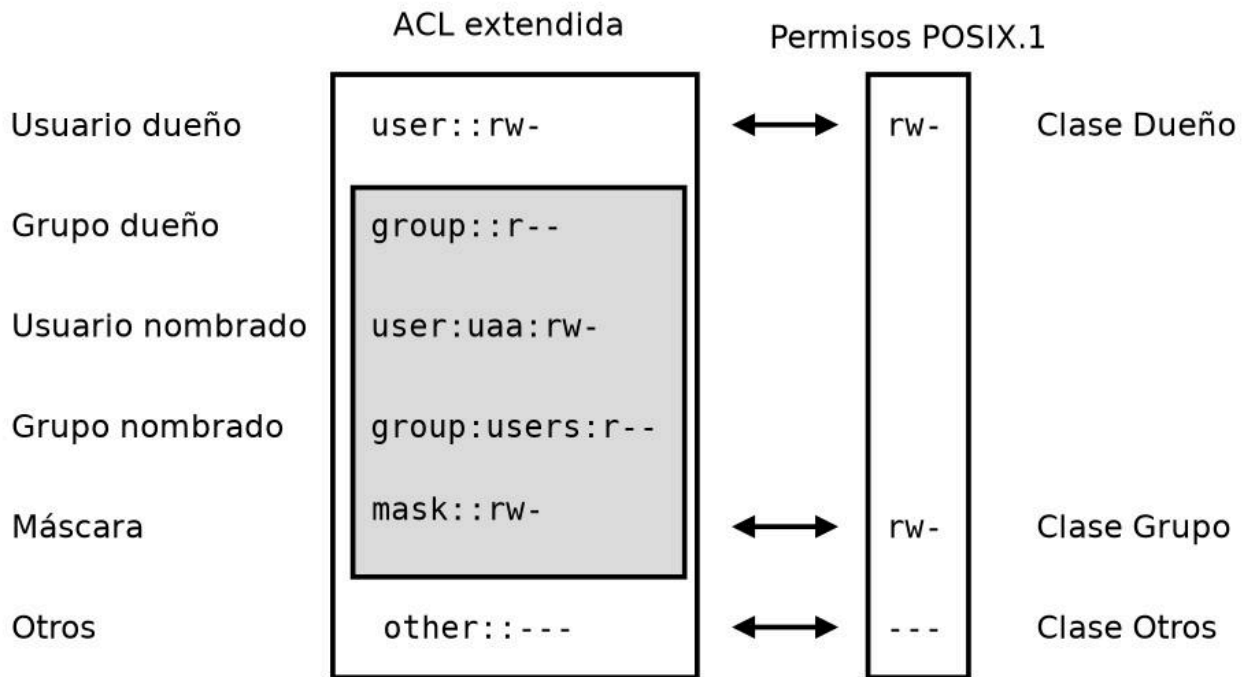 ACL extendida
Permisos POSIX.1
Usuario dueño user::rw- rw- Clase Dueño
Grupo dueño group::r--
Usuario nombrado user:uaa:rw-
Grupo nombrado group:users:r--
Máscara mask::rw- rw- Clase Grupo
Otros other::--- --- Clase Otros